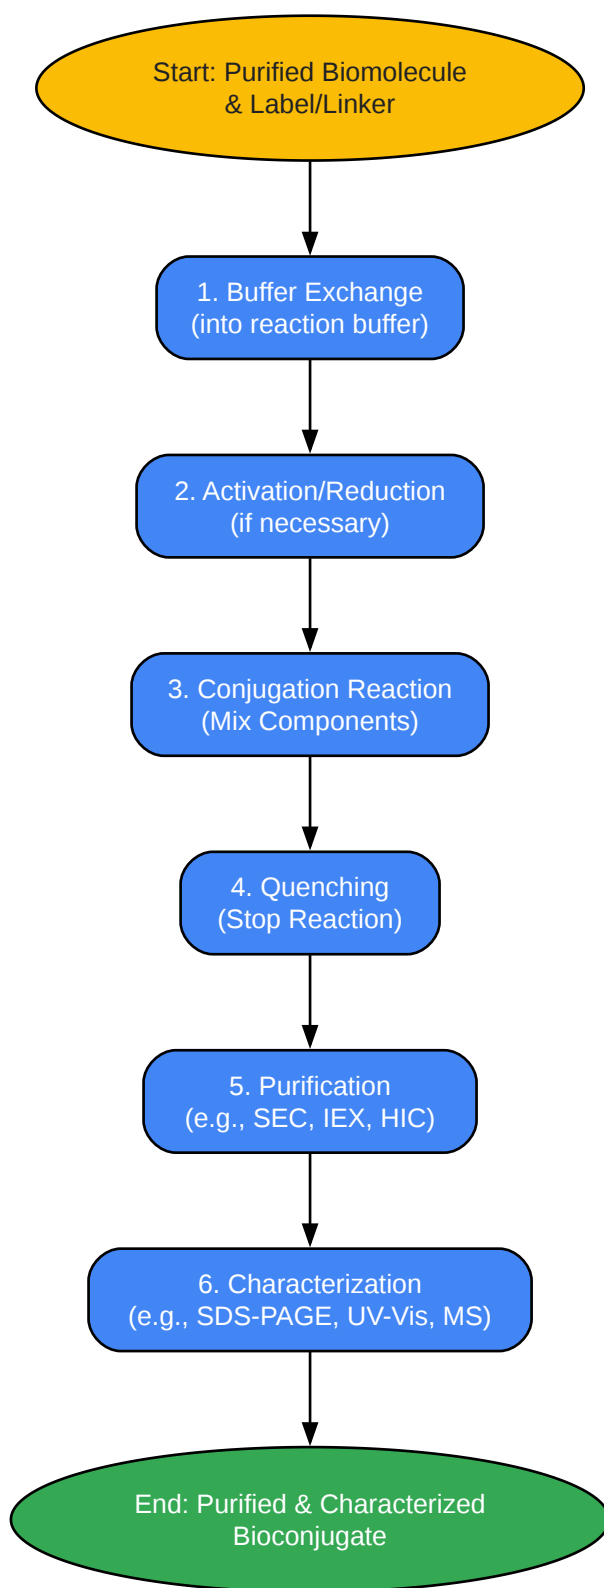 Start: Purified Biomolecule
& Label/Linker
1. Buffer Exchange
(into reaction buffer)
2. Activation/Reduction
(if necessary)
3. Conjugation Reaction
(Mix Components)
4. Quenching
(Stop Reaction)
5. Purification
(e.g., SEC, IEX, HIC)
6. Characterization
(e.g., SDS-PAGE, UV-Vis, MS)
End: Purified & Characterized
Bioconjugate